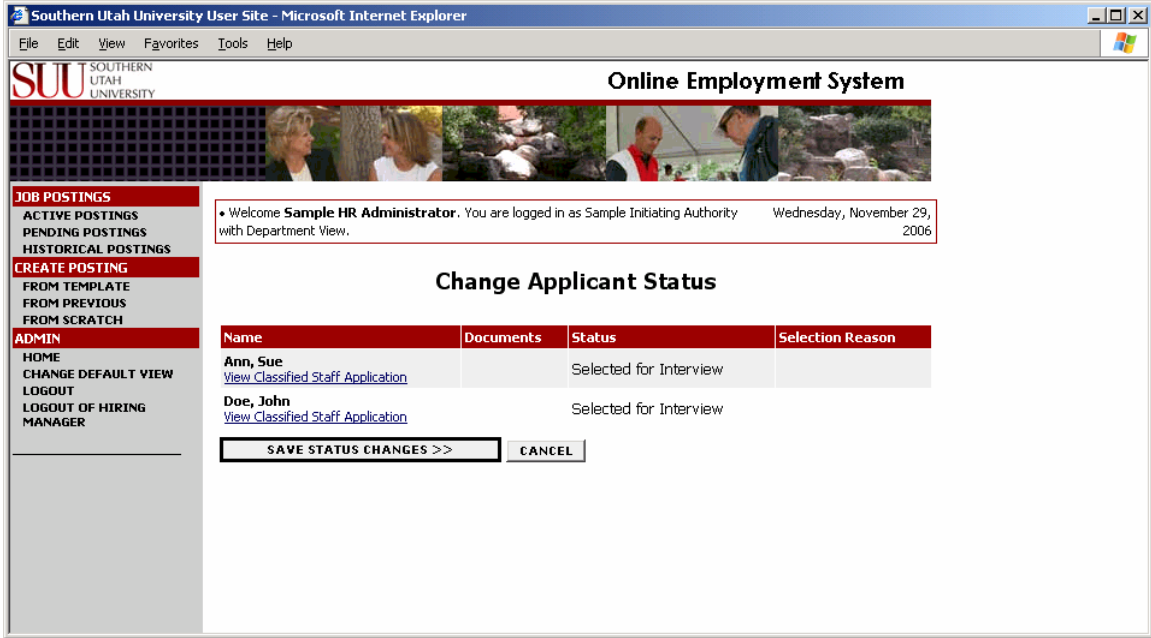 Southern Utah University User Site - Microsoft Internet Explorer
File Edit View Favorites Tools Help
SUU SOUTHERN
UTAH
UNIVERSITY
Online Employment System
JOB POSTINGS
ACTIVE POSTINGS
PENDING POSTINGS
HISTORICAL POSTINGS
CREATE POSTING
FROM TEMPLATE
FROM PREVIOUS
FROM SCRATCH
ADMIN
HOME
CHANGE DEFAULT VIEW
LOGOUT
LOGOUT OF HIRING
MANAGER
• Welcome Sample HR Administrator. You are logged in as Sample Initiating Authority
with Department View.
Wednesday, November 29,
2006
Change Applicant Status
Name Documents Status Selection Reason
Ann, Sue
View Classified Staff Application
Selected for Interview
Doe, John
View Classified Staff Application
Selected for Interview
SAVE STATUS CHANGES >> CANCEL